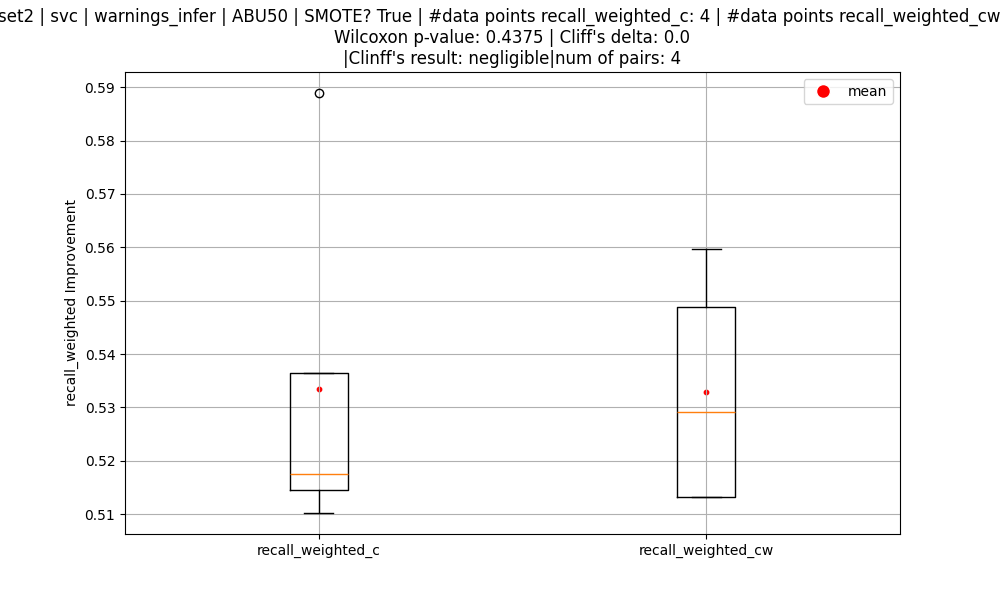 set2 | svc | warnings_infer | ABU50 | SMOTE? True | #data points recall_weighted_c: 4 | #data points recall_weighted_cw
Wilcoxon p-value: 0.4375 | Cliff's delta: 0.0
|Clinff's result: negligible|num of pairs: 4
mean
0.59
0.58
0.57
0.56
0.55
0.54
0.53
0.52
0.51
recall_weighted Improvement
recall_weighted_c
recall_weighted_cw